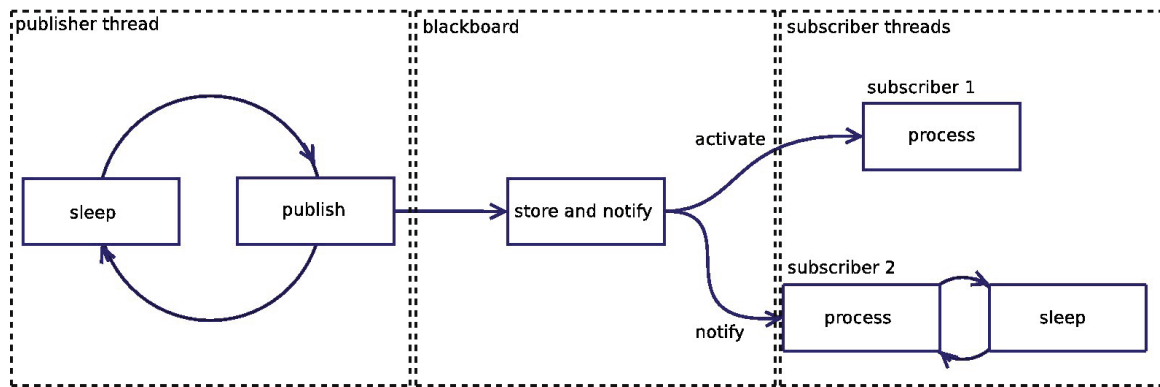 publisher thread
blackboard
subscriber threads
subscriber 1
process
activate
sleep
publish
store and notify
subscriber 2
process
sleep
notify